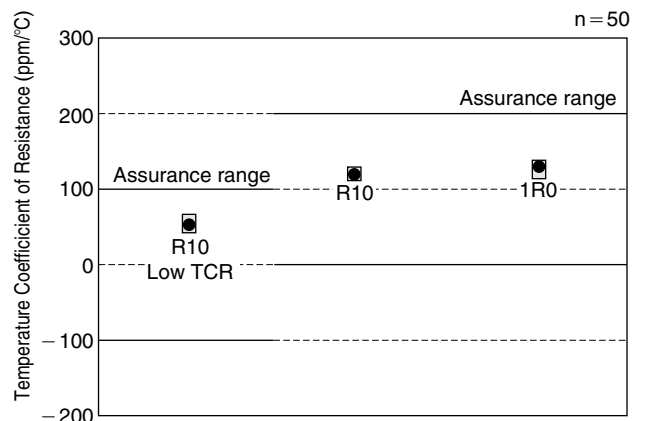 n=50
Temperature Coefficicient of Resistance (ppm/°C)
300
200
100
0
−100
−200
Assurance range
Assurance range
R10
Low TCR
R10
1R0